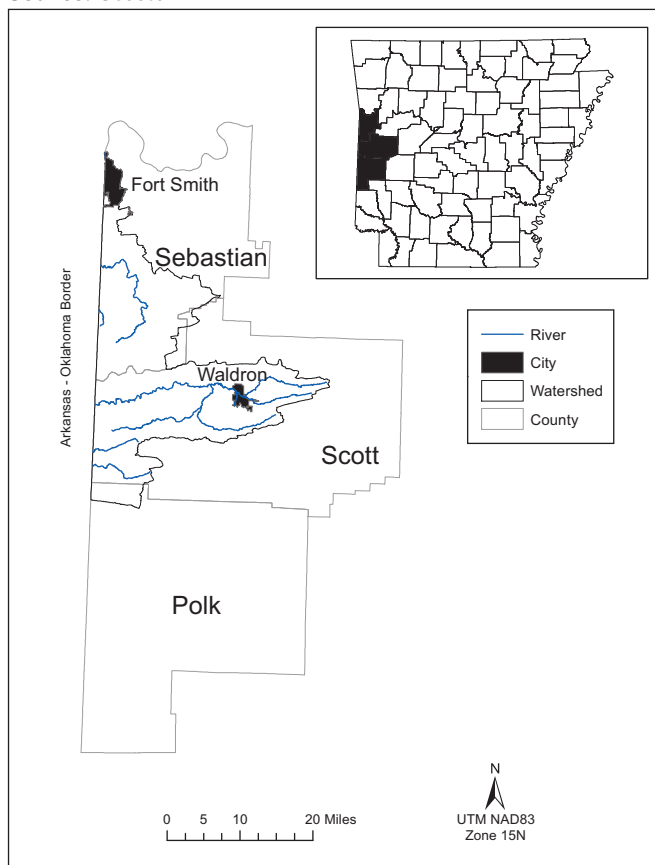 Fort Smith
Sebastian
Arkansas - Oklahoma Border
River
City
Watershed
County
Waldron
Scott
Polk
N
0 5 10 20 Miles
UTM NAD83
Zone 15N